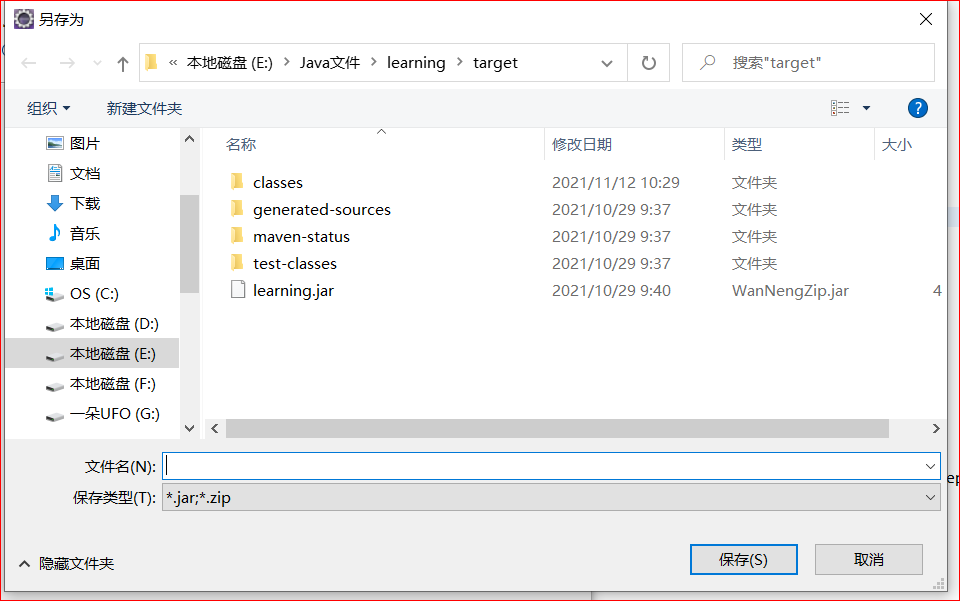 另存为
« 本地磁盘 (E:) › Java文件 › learning › target
搜索"target"
组织
新建文件夹
图片
文档
下载
音乐
桌面
OS (C:)
本地磁盘 (D:)
本地磁盘 (E:)
本地磁盘 (F:)
一朵UFO (G:)
名称 修改日期 类型 大小
classes 2021/11/12 10:29 文件夹
generated-sources 2021/10/29 9:37 文件夹
maven-status 2021/10/29 9:37 文件夹
test-classes 2021/10/29 9:37 文件夹
learning.jar 2021/10/29 9:40 WanNengZip.jar 4
文件名(N):
保存类型(T): *.jar;*.zip
隐藏文件夹
保存(S)
取消
ep